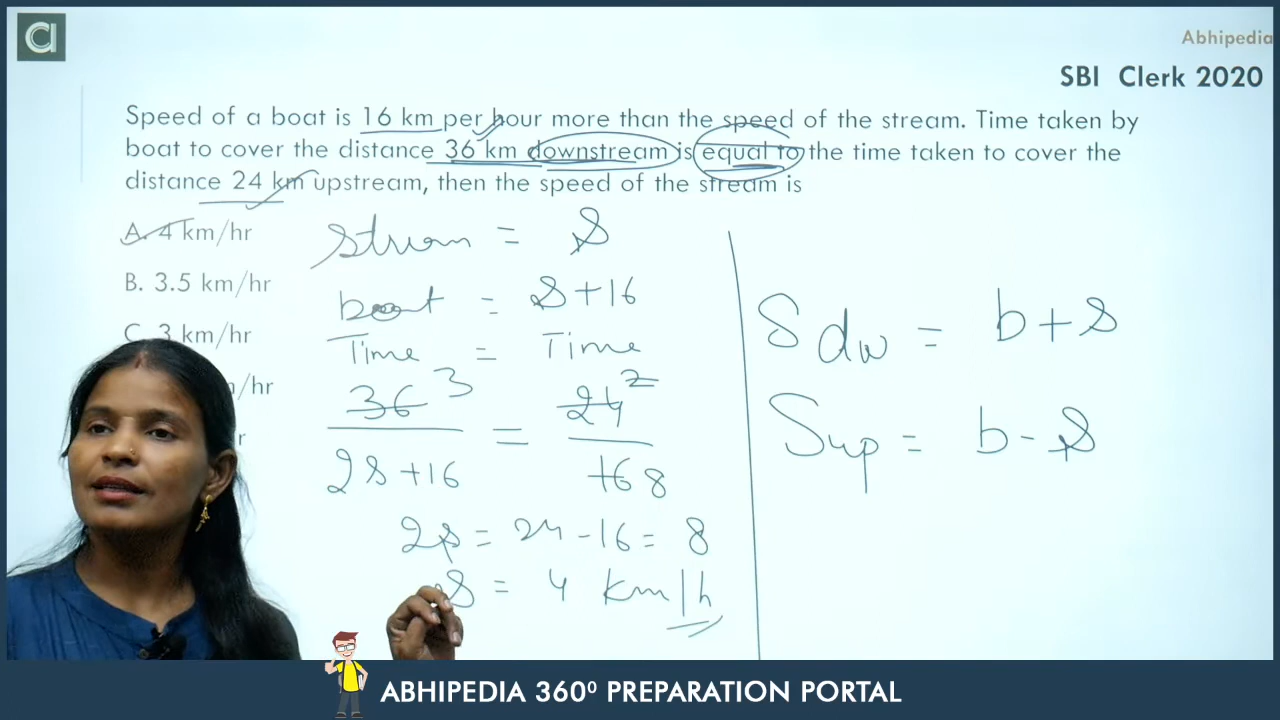 Abhipedia
SBI Clerk 2020
Speed of a boat is 16 km per hour more than the speed of the stream. Time taken by
boat to cover the distance 36 km downstream is equal to the time taken to cover the
distance 24 km upstream, then the speed of the stream is
A. 4 km/hr
B. 3.5 km/hr
C. 3 km/hr
/hr
r
stream = s
boat = s+16
Time = Time
36 3 / 2s+16 = 24 2 / 16 8
2s = 24 - 16 = 8
s = 4 km/h
S dw = b+s
Sup = b-s
ABHIPEDIA 360⁰ PREPARATION PORTAL